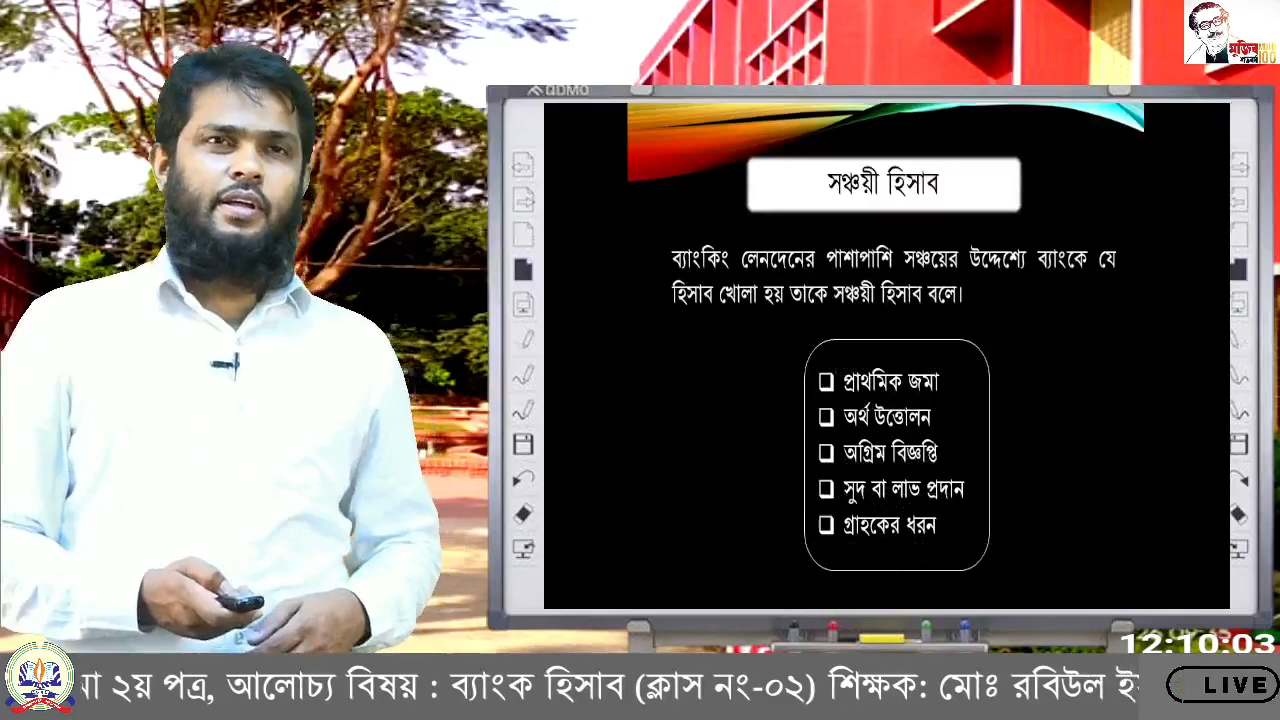 মুজিব
100
QDMO
সঞ্চয়ী হিসাব
ব্যাংকিং লেনদেনের পাশাপাশি সঞ্চয়ের উদ্দেশ্যে ব্যাংকে যে
হিসাব খোলা হয় তাকে সঞ্চয়ী হিসাব বলে।
প্রাথমিক জমা
অর্থ উত্তোলন
অগ্রিম বিজ্ঞপ্তি
সুদ বা লাভ প্রদান
গ্রাহকের ধরন
12:10:03
২য় পত্র, আলোচ্য বিষয় : ব্যাংক হিসাব (ক্লাস নং-০২) শিক্ষক: মোঃ রবিউল
LIVE